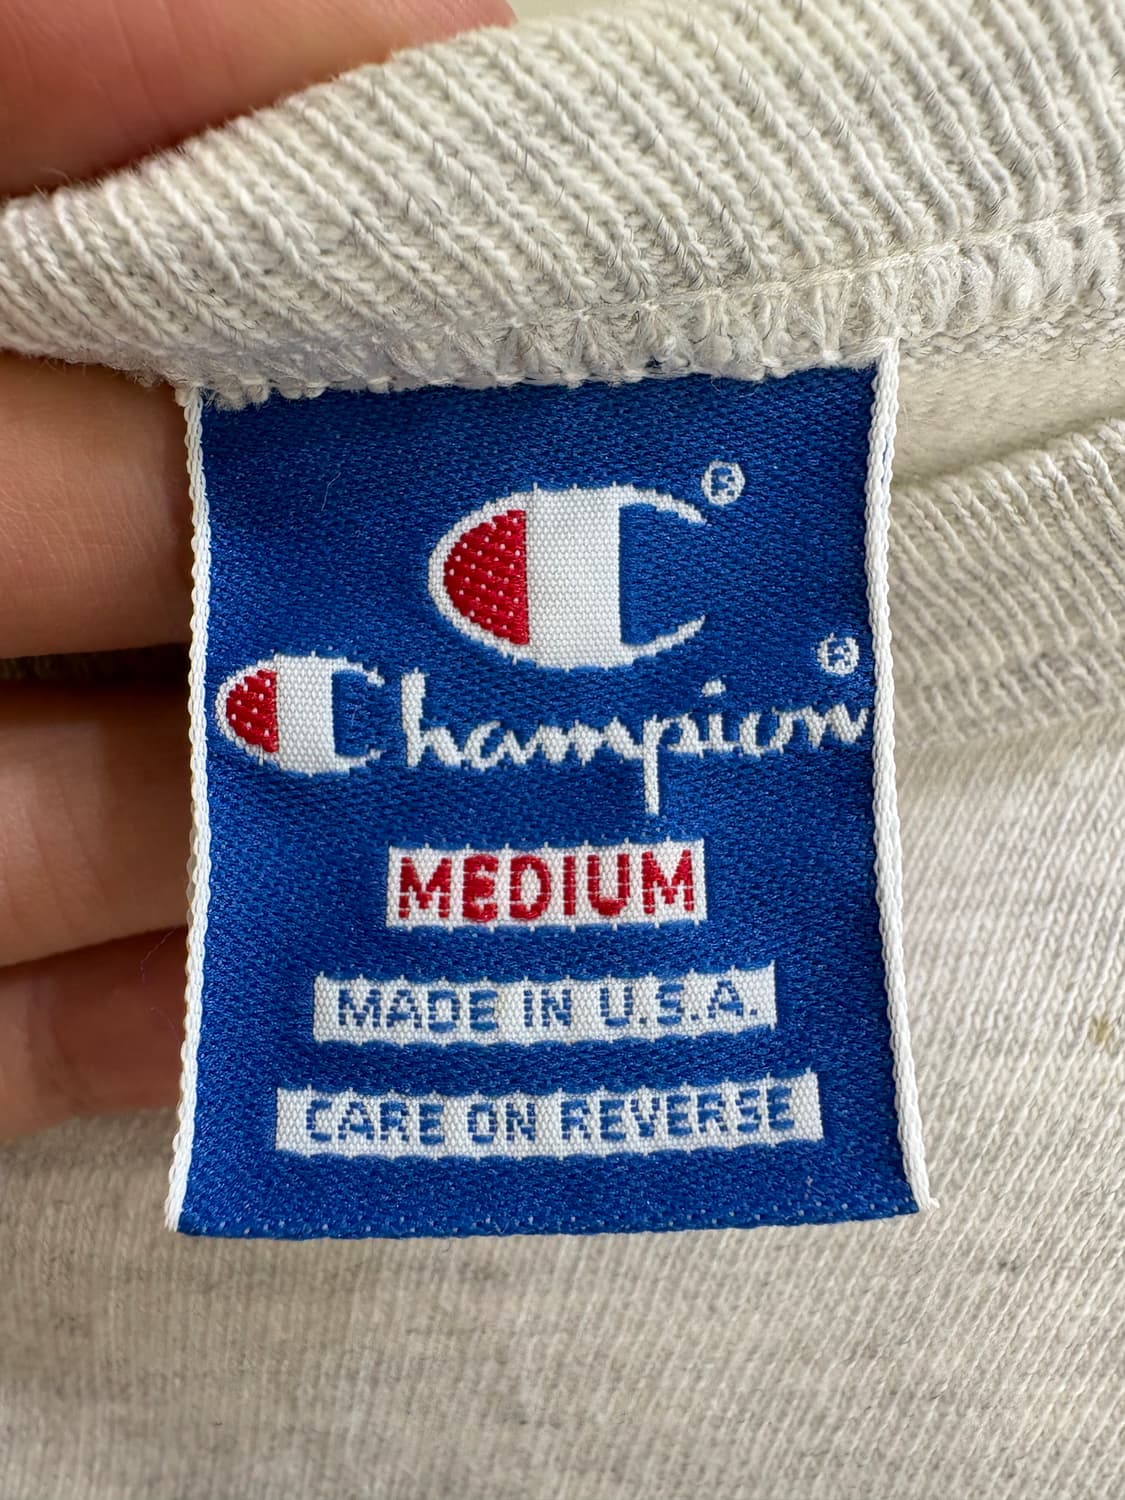 C®
Champion®
MEDIUM
MADE IN U.S.A.
CARE ON REVERSE